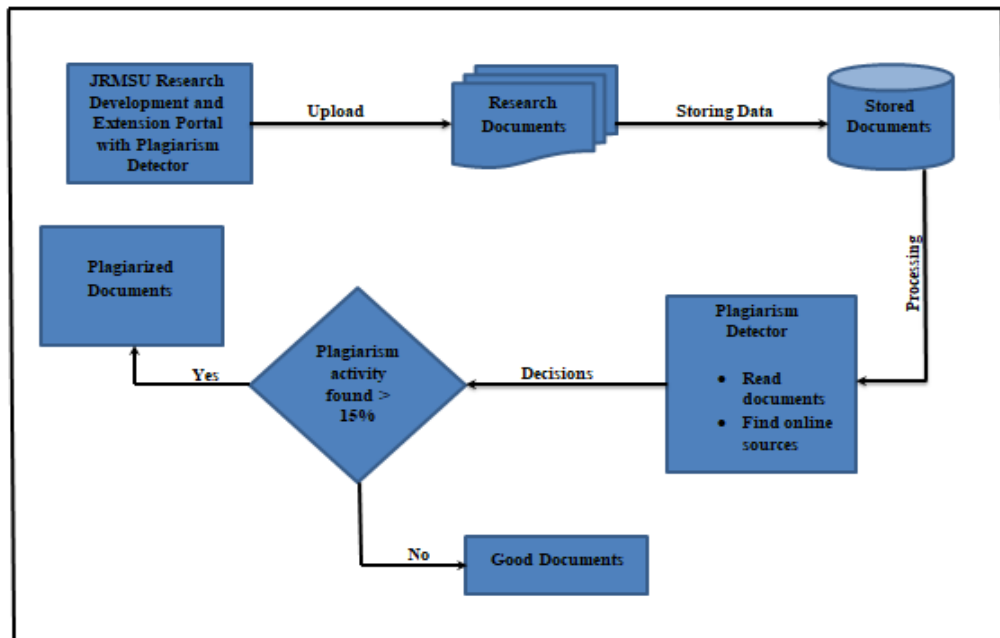 JRMSU Research
Development and
Extension Portal
with Plagiarism
Detector
Upload
Research
Documents
Storing Data
Stored
Documents
Processing
Plagiarism
Detector
• Read
documents
• Find online
sources
Decisions
Plagiarism
activity
found >
15%
Yes
Plagiarized
Documents
No
Good Documents